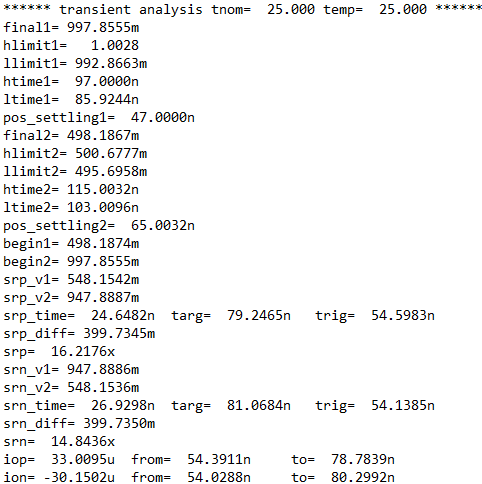 ****** transient analysis tnom=  25.000 temp=  25.000 ******
final1= 997.8555m
hlimit1=   1.0028
llimit1= 992.8663m
htime1=  97.0000n
ltime1=  85.9244n
pos_settling1=  47.0000n
final2= 498.1867m
hlimit2= 500.6777m
llimit2= 495.6958m
htime2= 115.0032n
ltime2= 103.0096n
pos_settling2=  65.0032n
begin1= 498.1874m
begin2= 997.8555m
srp_v1= 548.1542m
srp_v2= 947.8887m
srp_time=  24.6482n  targ=  79.2465n   trig=  54.5983n
srp_diff= 399.7345m
srp=  16.2176x
srn_v1= 947.8886m
srn_v2= 548.1536m
srn_time=  26.9298n  targ=  81.0684n   trig=  54.1385n
srn_diff= 399.7350m
srn=  14.8436x
iop=  33.0095u  from=  54.3911n     to=  78.7839n
ion= -30.1502u  from=  54.0288n     to=  80.2992n